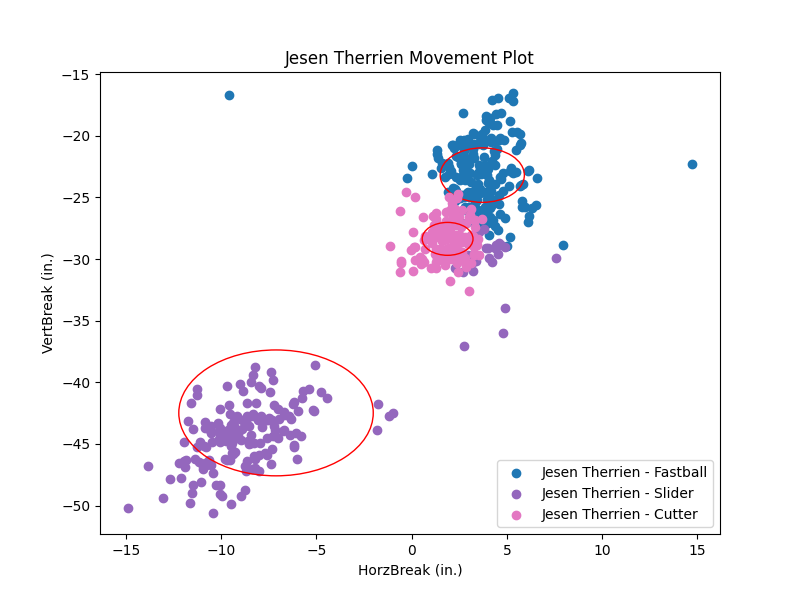 Jesen Therrien Movement Plot
VertBreak (in.)
−15
−20
−25
−30
−35
−40
−45
−50
Jesen Therrien - Fastball
Jesen Therrien - Slider
Jesen Therrien - Cutter
−15 −10 −5 0 5 10 15
HorzBreak (in.)